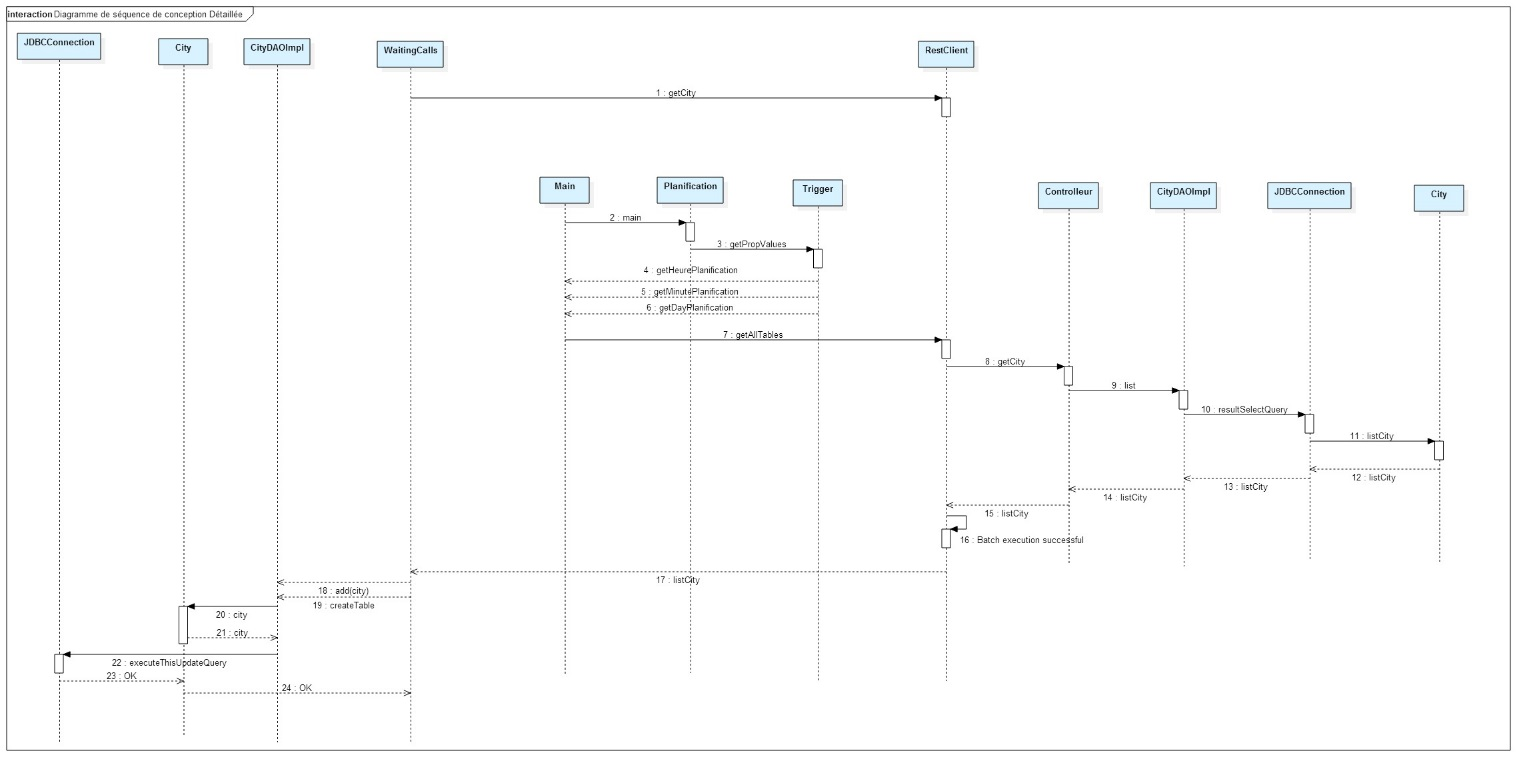 interaction Diagramme de séquence de conception Détaillée
JDBCConnection
City
CityDAOImpl
WaitingCalls
RestClient
1 : getCity
Main
Planification
Trigger
Controlleur
CityDAOImpl
JDBCConnection
City
2 : main
3 : getPropValues
4 : getHeurePlanification
5 : getMinutePlanification
6 : getDayPlanification
7 : getAllTables
8 : getCity
9 : list
10 : resultSelectQuery
11 : listCity
12 : listCity
13 : listCity
14 : listCity
15 : listCity
16 : Batch execution successful
17 : listCity
18 : add(city)
19 : createTable
20 : city
21 : city
22 : executeThisUpdateQuery
23 : OK
24 : OK